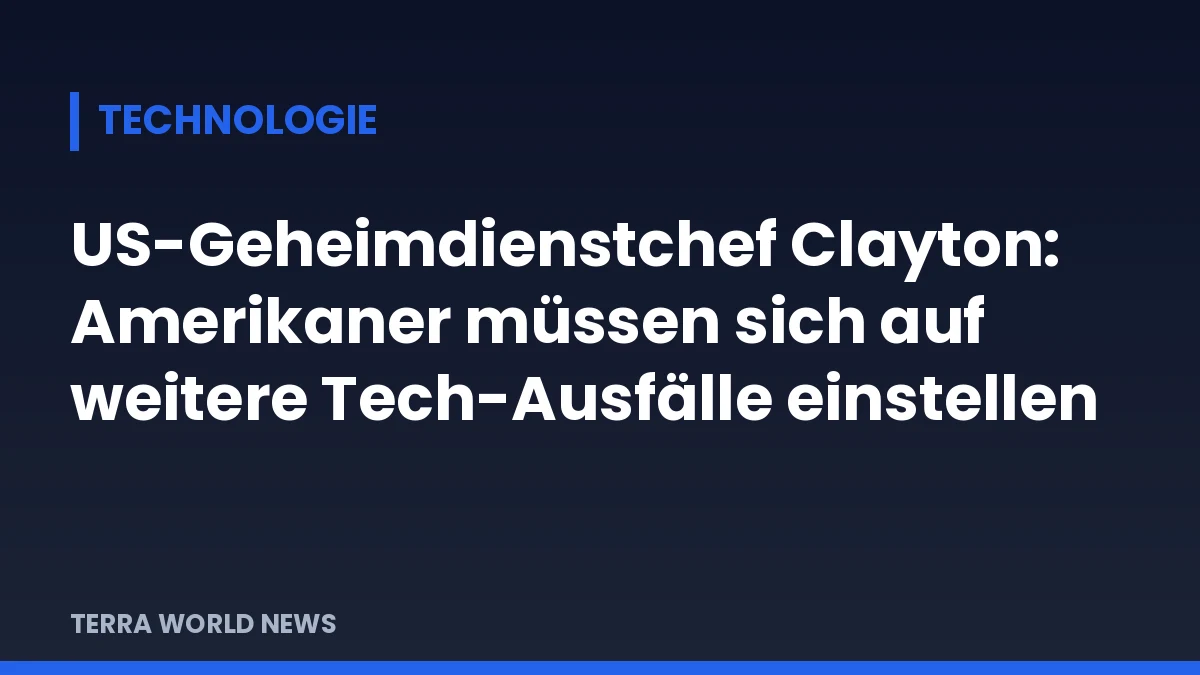 TECHNOLOGIE
US-Geheimdienstchef Clayton:
Amerikaner müssen sich auf
weitere Tech-Ausfälle einstellen
TERRA WORLD NEWS